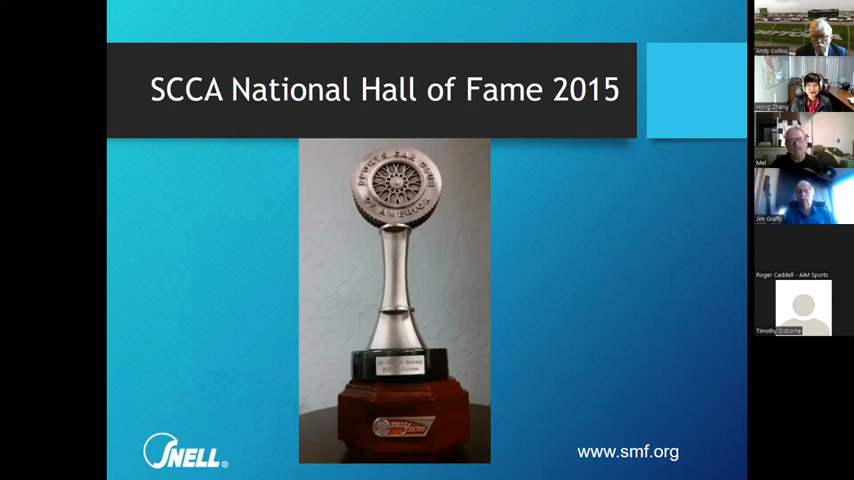 SCCA National Hall of Fame 2015
SPORTS CAR CLUB
OF AMERICA
SNELL®
www.smf.org
Andy Collins
Hong Zhang
Mel
Jim Graffy
Roger Caddell - AiM Sports
Timothy Osborne